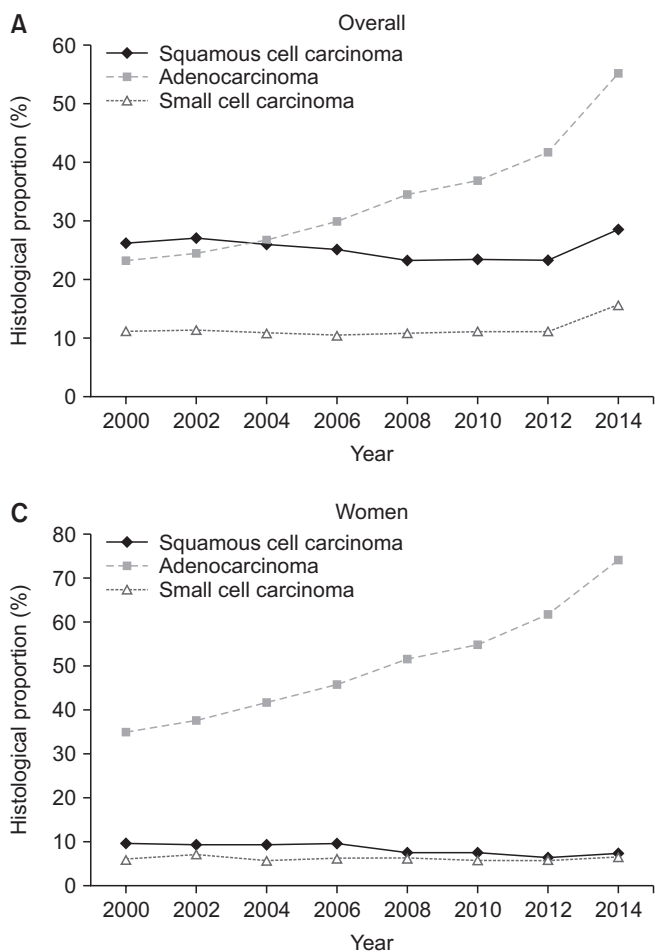 A
Overall
Squamous cell carcinoma
Adenocarcinoma
Small cell carcinoma
Histological proportion (%)
60
50
40
30
20
10
0
2000 2002 2004 2006 2008 2010 2012 2014
Year
C
Women
Squamous cell carcinoma
Adenocarcinoma
Small cell carcinoma
Histological proportion (%)
80
70
60
50
40
30
20
10
0
2000 2002 2004 2006 2008 2010 2012 2014
Year